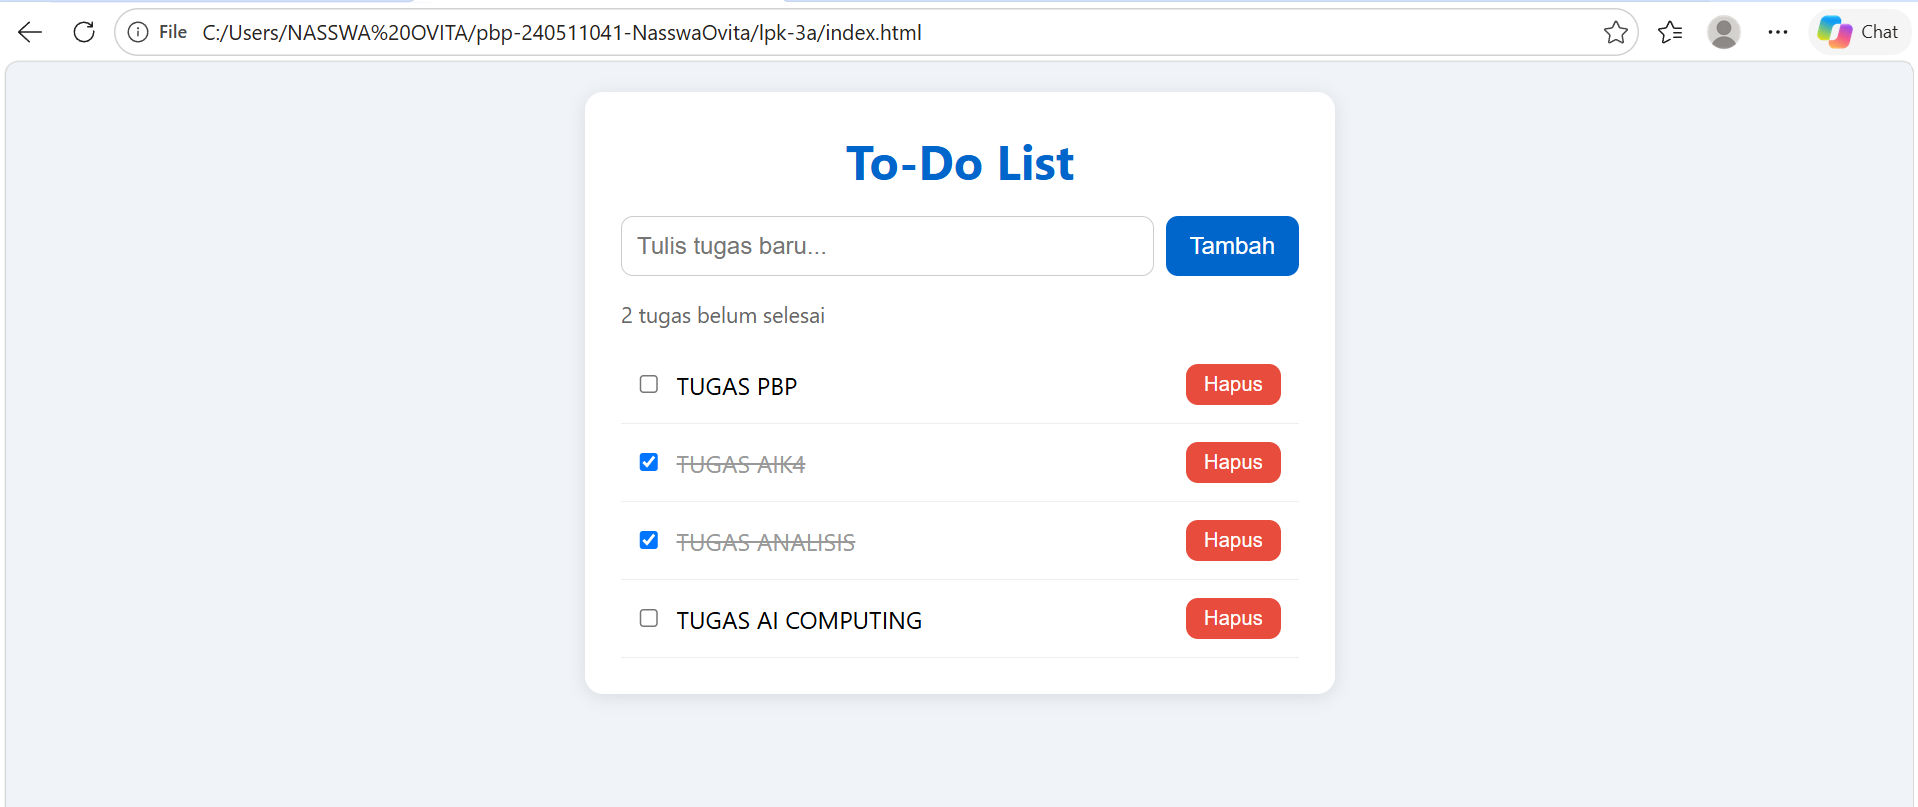 File C:/Users/NASSWA%20OVITA/pbp-240511041-NasswaOvita/lpk-3a/index.html
Chat
To-Do List
Tulis tugas baru...
Tambah
2 tugas belum selesai
TUGAS PBP
Hapus
TUGAS AIK4
Hapus
TUGAS ANALISIS
Hapus
TUGAS AI COMPUTING
Hapus